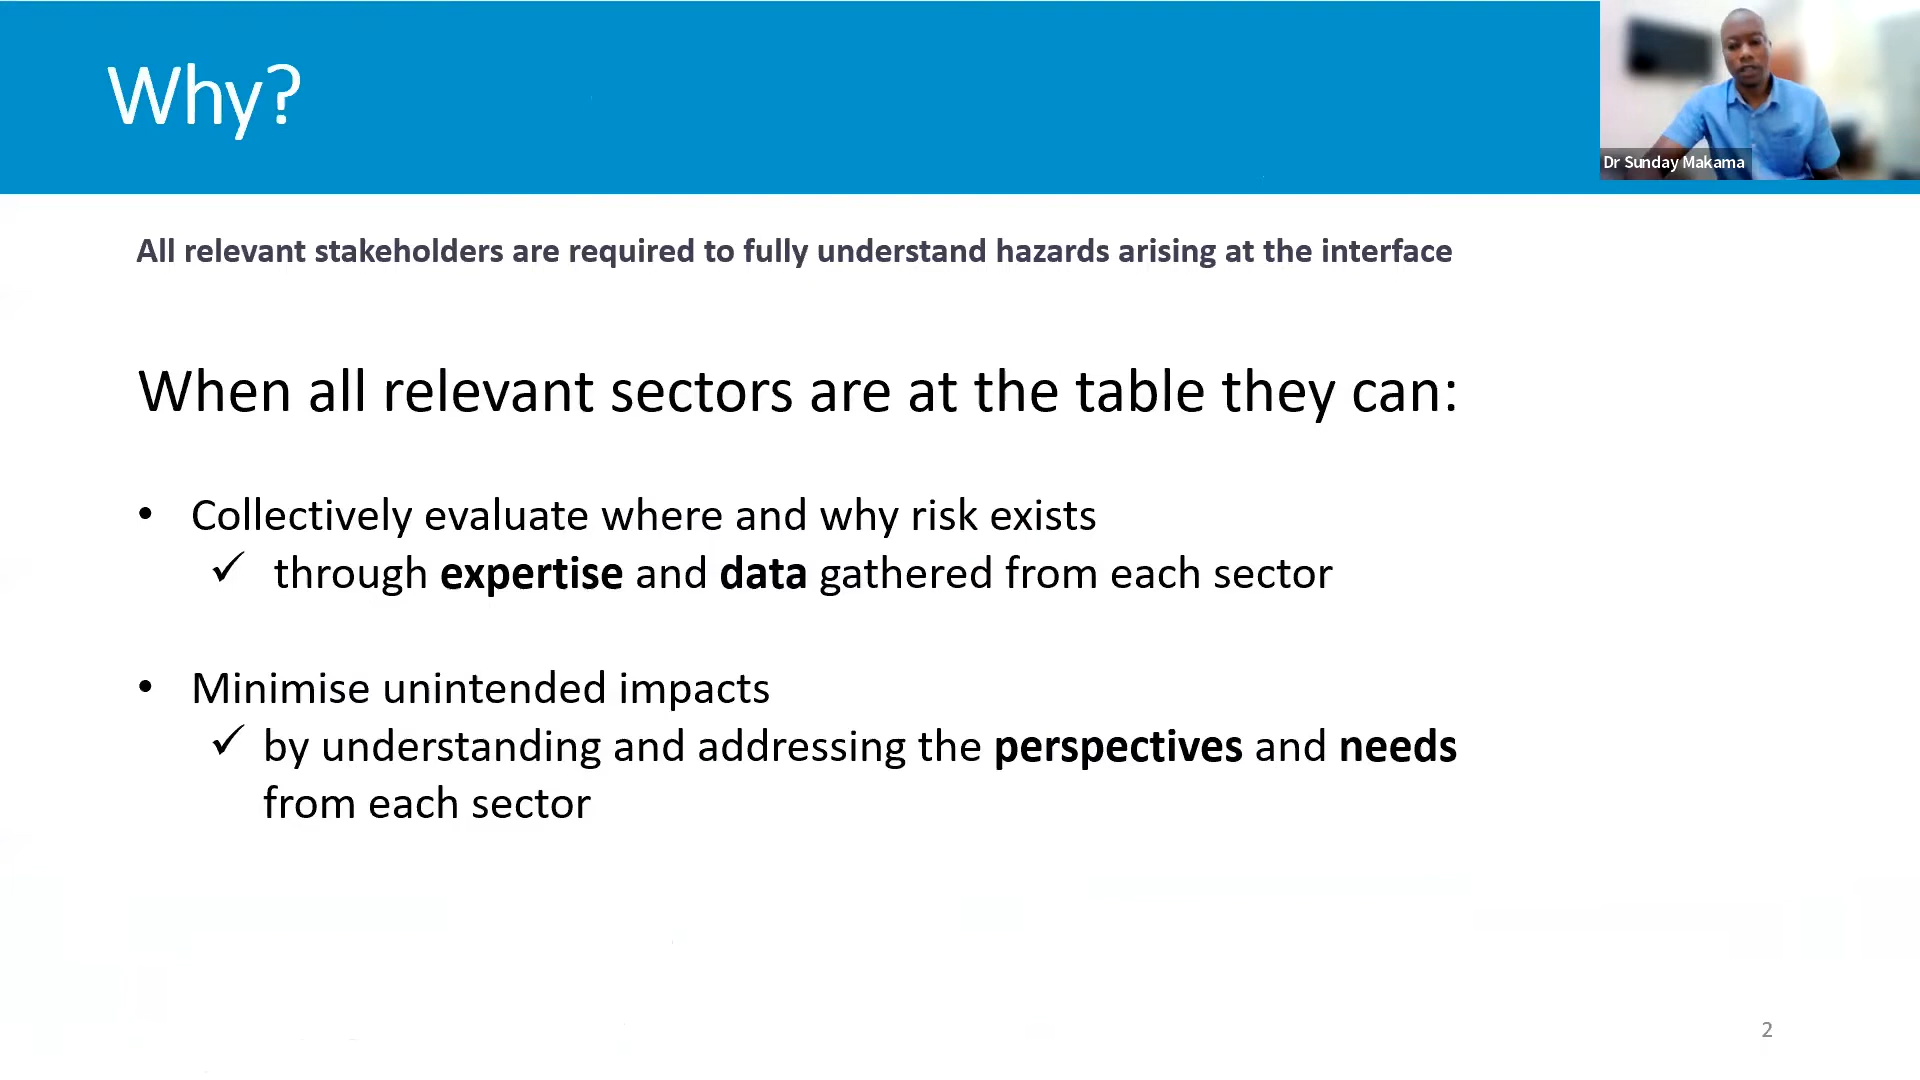 Why?
Dr Sunday Makama
All relevant stakeholders are required to fully understand hazards arising at the interface
When all relevant sectors are at the table they can:
• Collectively evaluate where and why risk exists
✓ through expertise and data gathered from each sector
• Minimise unintended impacts
✓ by understanding and addressing the perspectives and needs
from each sector
2